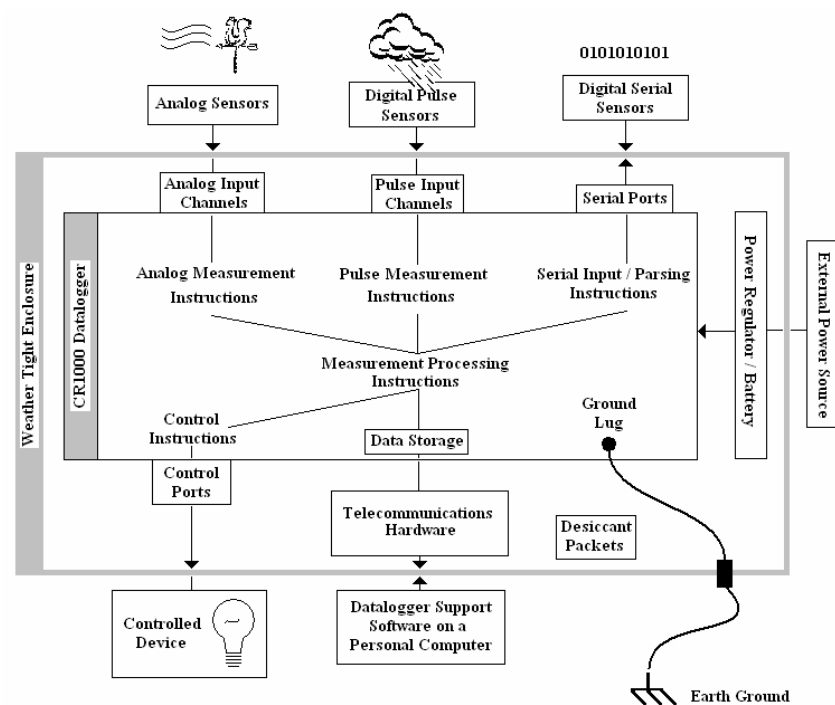 0101010101
Analog Sensors
Digital Pulse
Sensors
Digital Serial
Sensors
Analog Input
Channels
Pulse Input
Channels
Serial Ports
Weather Tight Enclosure
CR1000 Datalogger
Analog Measurement
Instructions
Pulse Measurement
Instructions
Serial Input / Parsing
Instructions
Power Regulator / Battery
External Power Source
Measurement Processing
Instructions
Control
Instructions
Data Storage
Ground
Lug
Control
Ports
Telecommunications
Hardware
Desiccant
Packets
Controlled
Device
Datalogger Support
Software on a
Personal Computer
Earth Ground